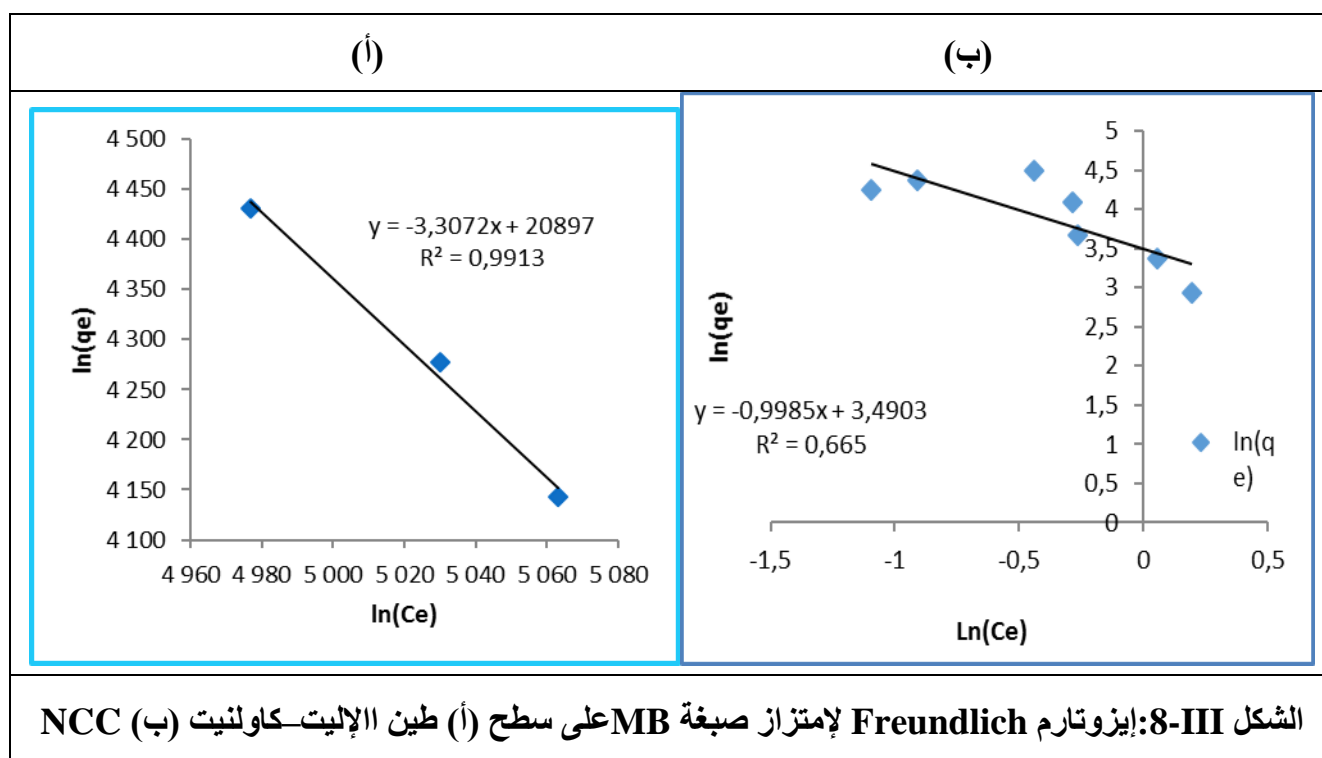 (أ)
(ب)
4 500
4 450
4 400
4 350
4 300
4 250
4 200
4 150
4 100
ln(qe)
y = -3,3072x + 20897
R² = 0,9913
4 960 4 980 5 000 5 020 5 040 5 060 5 080
ln(Ce)
5
4,5
4
3,5
3
2,5
2
1,5
1
0,5
0
ln(qe)
y = -0,9985x + 3,4903
R² = 0,665
ln(q
e)
-1,5 -1 -0,5 0 0,5
Ln(Ce)
الشكل III-8:إيزوتارم Freundlich لإمتزاز صبغة MBعلى سطح (أ) طين االإليت–كاولنيت (ب) NCC